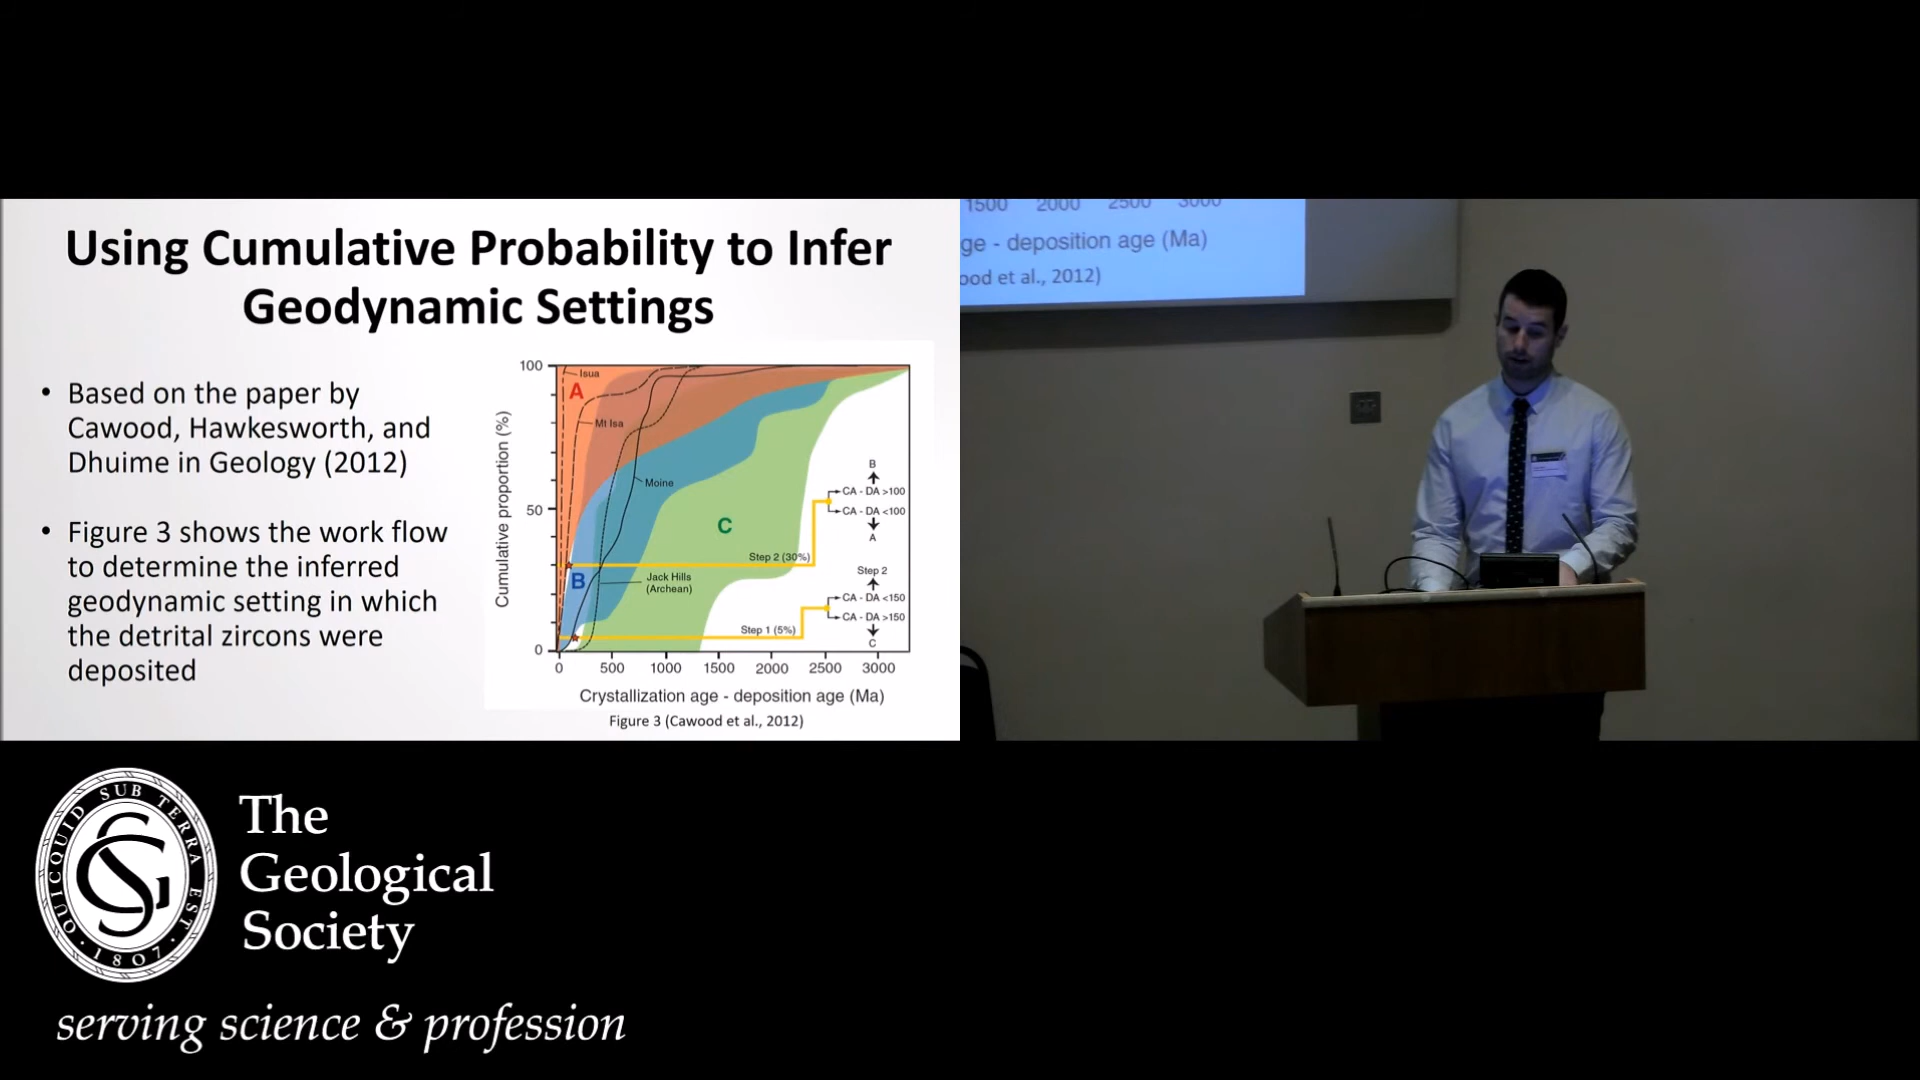 Using Cumulative Probability to Infer
Geodynamic Settings
• Based on the paper by
Cawood, Hawkesworth, and
Dhuime in Geology (2012)
• Figure 3 shows the work flow
to determine the inferred
geodynamic setting in which
the detrital zircons were
deposited
Cumulative proportion (%)
100
50
0
Isua
A
Mt Isa
Moine
B
C
Jack Hills
(Archean)
Step 2 (30%)
Step 1 (5%)
B
CA - DA >100
CA - DA <100
A
Step 2
CA - DA <150
CA - DA >150
C
0 500 1000 1500 2000 2500 3000
Crystallization age - deposition age (Ma)
Figure 3 (Cawood et al., 2012)
1500 2000 2500 3000
ge - deposition age (Ma)
ood et al., 2012)
QUICQUID SUB TERRA EST
1807
The
Geological
Society
serving science & profession